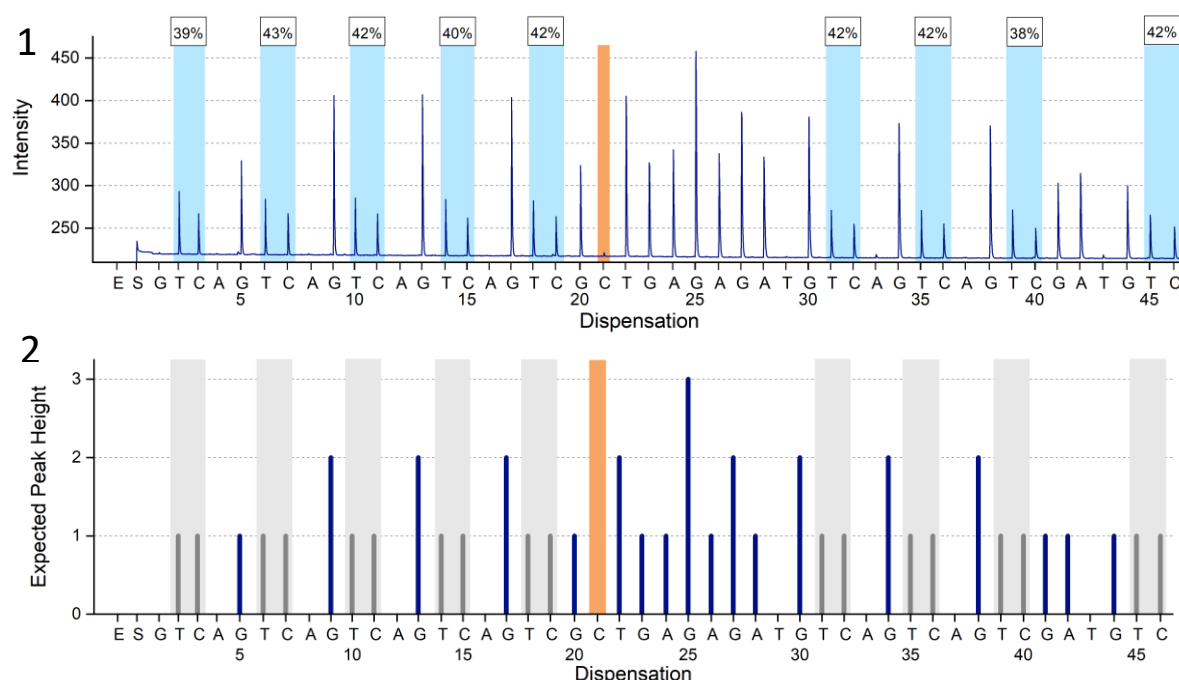 1
39% 43% 42% 40% 42% 42% 42% 38% 42%
Intensity
450
400
350
300
250
E S G T C A G T C A G T C A G T C A G T C G C T G A G A G A T G T C A G T C A G T C G A T G T C
5 10 15 20 25 30 35 40 45
Dispensation
2
Expected Peak Height
3
2
1
0
E S G T C A G T C A G T C A G T C A G T C G C T G A G A G A T G T C A G T C A G T C G A T G T C
5 10 15 20 25 30 35 40 45
Dispensation